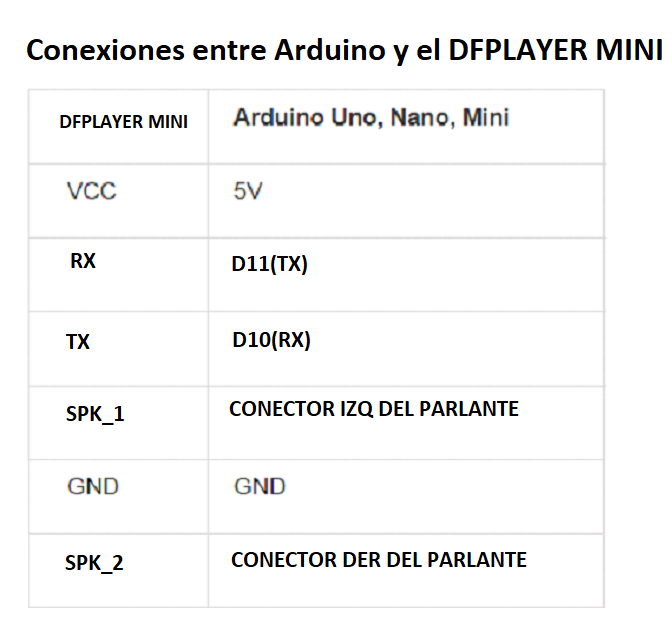 Conexiones entre Arduino y el DFPLAYER MINI
DFPLAYER MINI Arduino Uno, Nano, Mini
VCC 5V
RX D11(TX)
TX D10(RX)
SPK_1 CONECTOR IZQ DEL PARLANTE
GND GND
SPK_2 CONECTOR DER DEL PARLANTE